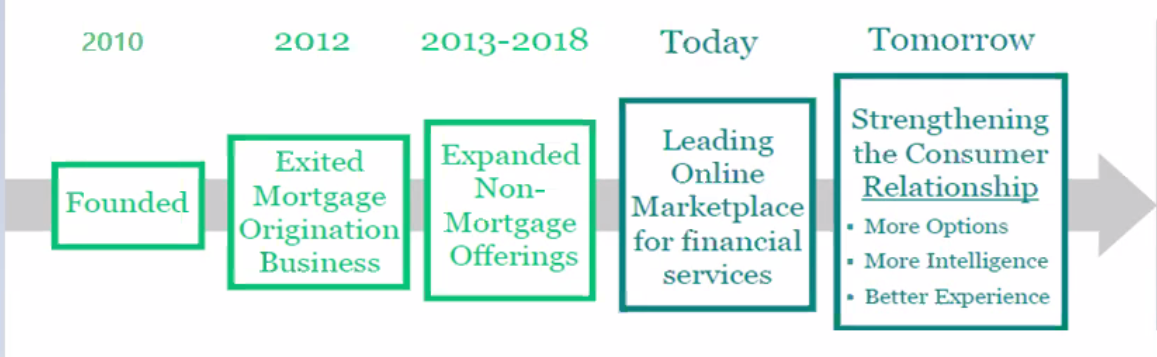 2010
2012
2013-2018
Today
Tomorrow
Founded
Exited
Mortgage
Origination
Business
Expanded
Non-
Mortgage
Offerings
Leading
Online
Marketplace
for financial
services
Strengthening
the Consumer
Relationship
▪ More Options
▪ More Intelligence
▪ Better Experience